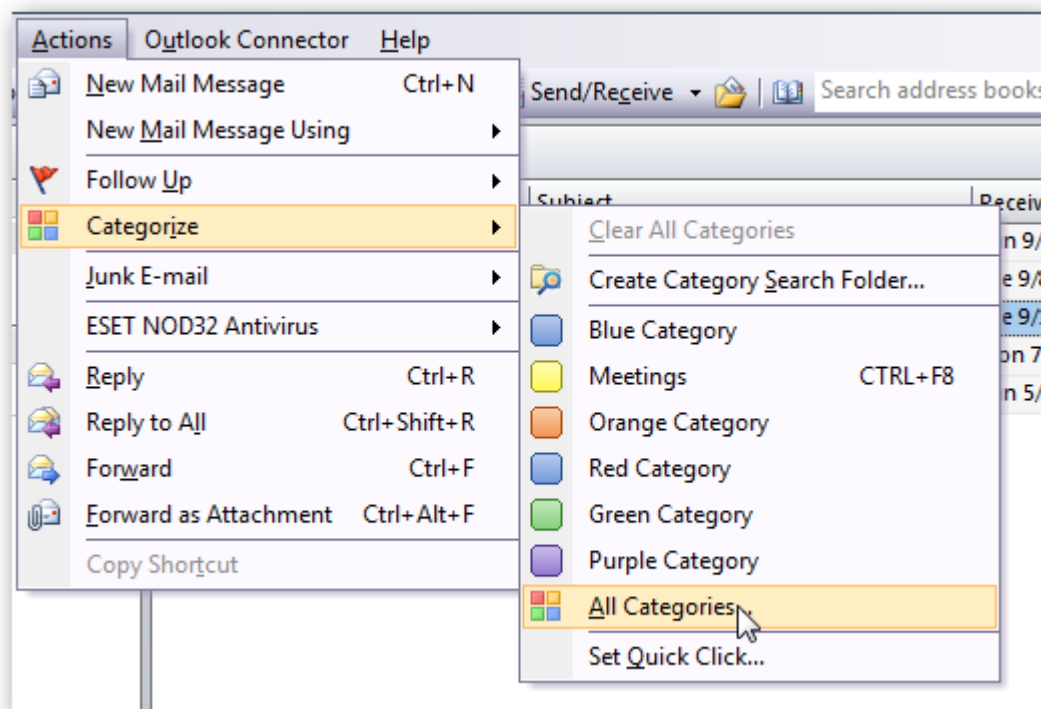 Actions Outlook Connector Help
New Mail Message Ctrl+N
Send/Receive Search address books
New Mail Message Using
Follow Up
Subject
Categorize
Clear All Categories
Junk E-mail
Create Category Search Folder...
ESET NOD32 Antivirus
Blue Category
Reply Ctrl+R
Meetings CTRL+F8
Reply to All Ctrl+Shift+R
Orange Category
Forward Ctrl+F
Red Category
Forward as Attachment Ctrl+Alt+F
Green Category
Copy Shortcut
Purple Category
All Categories...
Set Quick Click...